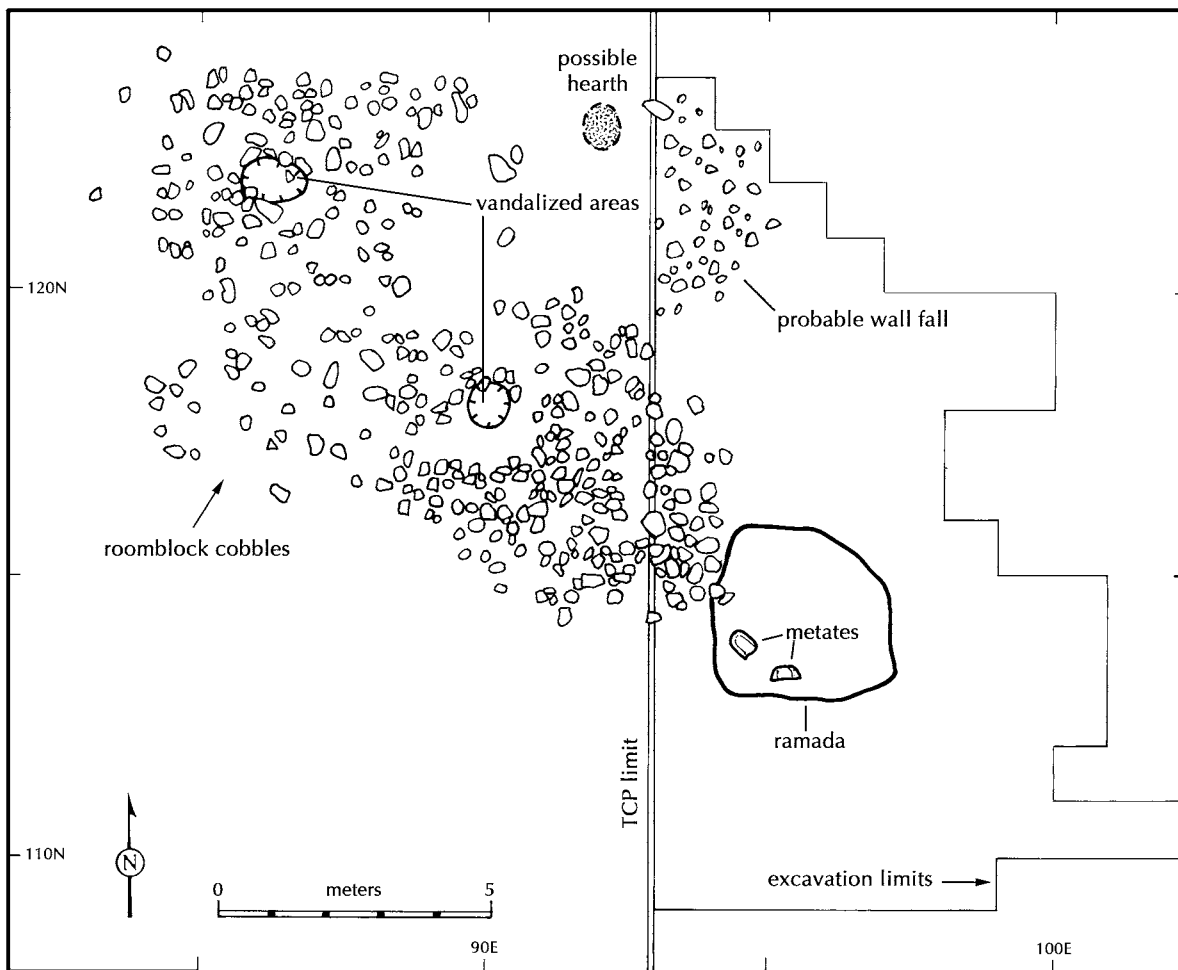 possible
hearth
vandalized areas
120N
probable wall fall
roomblock cobbles
metates
ramada
TCP limit
110N
N
0 meters 5
excavation limits
90E
100E